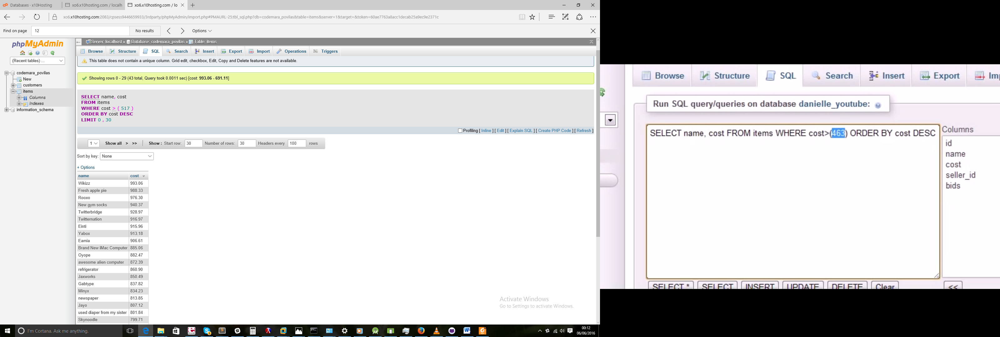 Databases - x10Hosting
xo6.x10hosting.com / localh
xo6.x10hosting.com / lo
xo6.x10hosting.com:2083/cpsess9446659933/3rdparty/phpMyAdmin/import.php#PMAURL-25:tbl_sql.php?db=codemara_povilas&table=items&server=1&target=&token=60ae7763a8acc1decab25a9ec9e2371c
Find on page 12 No results Options
phpMyAdmin
(Recent tables) ...
codemara_povilas
New
customers
items
Columns
Indexes
information_schema
Server: localhost » Database: codemara_povilas » Table: items
Browse Structure SQL Search Insert Export Import Operations Triggers
This table does not contain a unique column. Grid edit, checkbox, Edit, Copy and Delete features are not available.
Showing rows 0 - 29 (43 total, Query took 0.0011 sec) [cost: 993.06 - 691.11]
SELECT name, cost
FROM items
WHERE cost > ( 517 )
ORDER BY cost DESC
LIMIT 0 , 30
Profiling [ Inline ] [ Edit ] [ Explain SQL ] [ Create PHP Code ] [ Refresh ]
1 Show all > >> Show : Start row: 30 Number of rows: 30 Headers every 100 rows
Sort by key: None
+ Options
name cost
Wikizz 993.06
Fresh apple pie 988.33
Rooxo 976.30
New gym socks 940.37
Twitterbridge 928.97
Twitternation 916.97
Einti 915.96
Yabox 913.18
Eamia 906.61
Brand New iMac Computer 885.06
Oyope 882.47
awesome alien computer 872.39
refrigerator 860.90
Jaxworks 850.49
Gabtype 837.82
Minyx 834.23
newspaper 813.85
Jayo 807.12
used diaper from my sister 801.84
Skynoodle 799.71
Activate Windows
Go to Settings to activate Windows.
I'm Cortana. Ask me anything.
00:12
06/06/2016
Browse Structure SQL Search Insert Export Im
Run SQL query/queries on database danielle_youtube:
SELECT name, cost FROM items WHERE cost>(463) ORDER BY cost DESC
Columns
id
name
cost
seller_id
bids
SELECT * SELECT INSERT UPDATE DELETE Clear <<